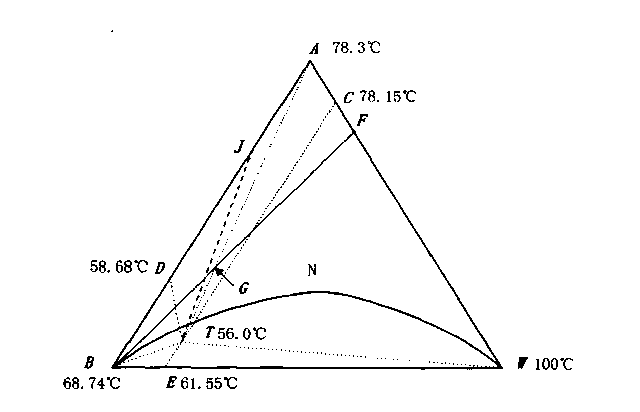 A 78.3℃
C 78.15℃
F
J
58.68℃ D
N
G
T 56.0℃
B
W 100℃
68.74℃
E 61.55℃